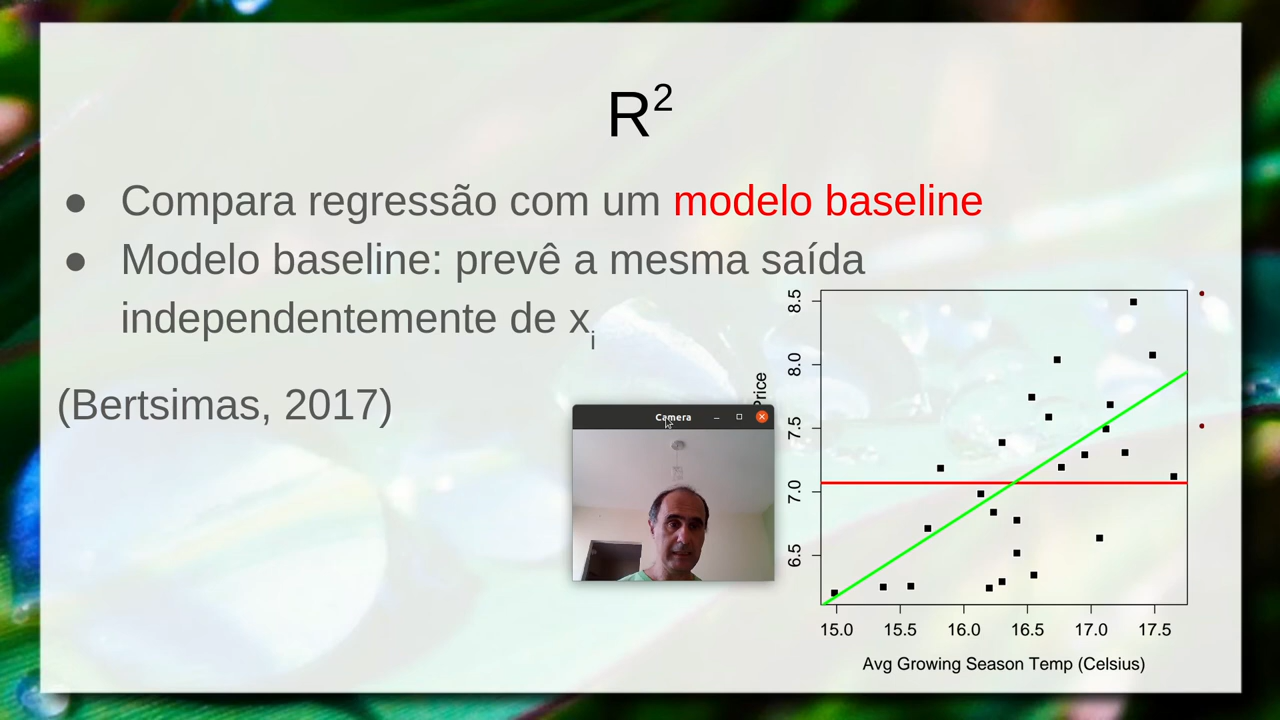 R²
● Compara regressão com um modelo baseline
● Modelo baseline: prevê a mesma saída
independentemente de xᵢ
(Bertsimas, 2017)
Camera
Price
8.5
8.0
7.5
7.0
6.5
15.0 15.5 16.0 16.5 17.0 17.5
Avg Growing Season Temp (Celsius)